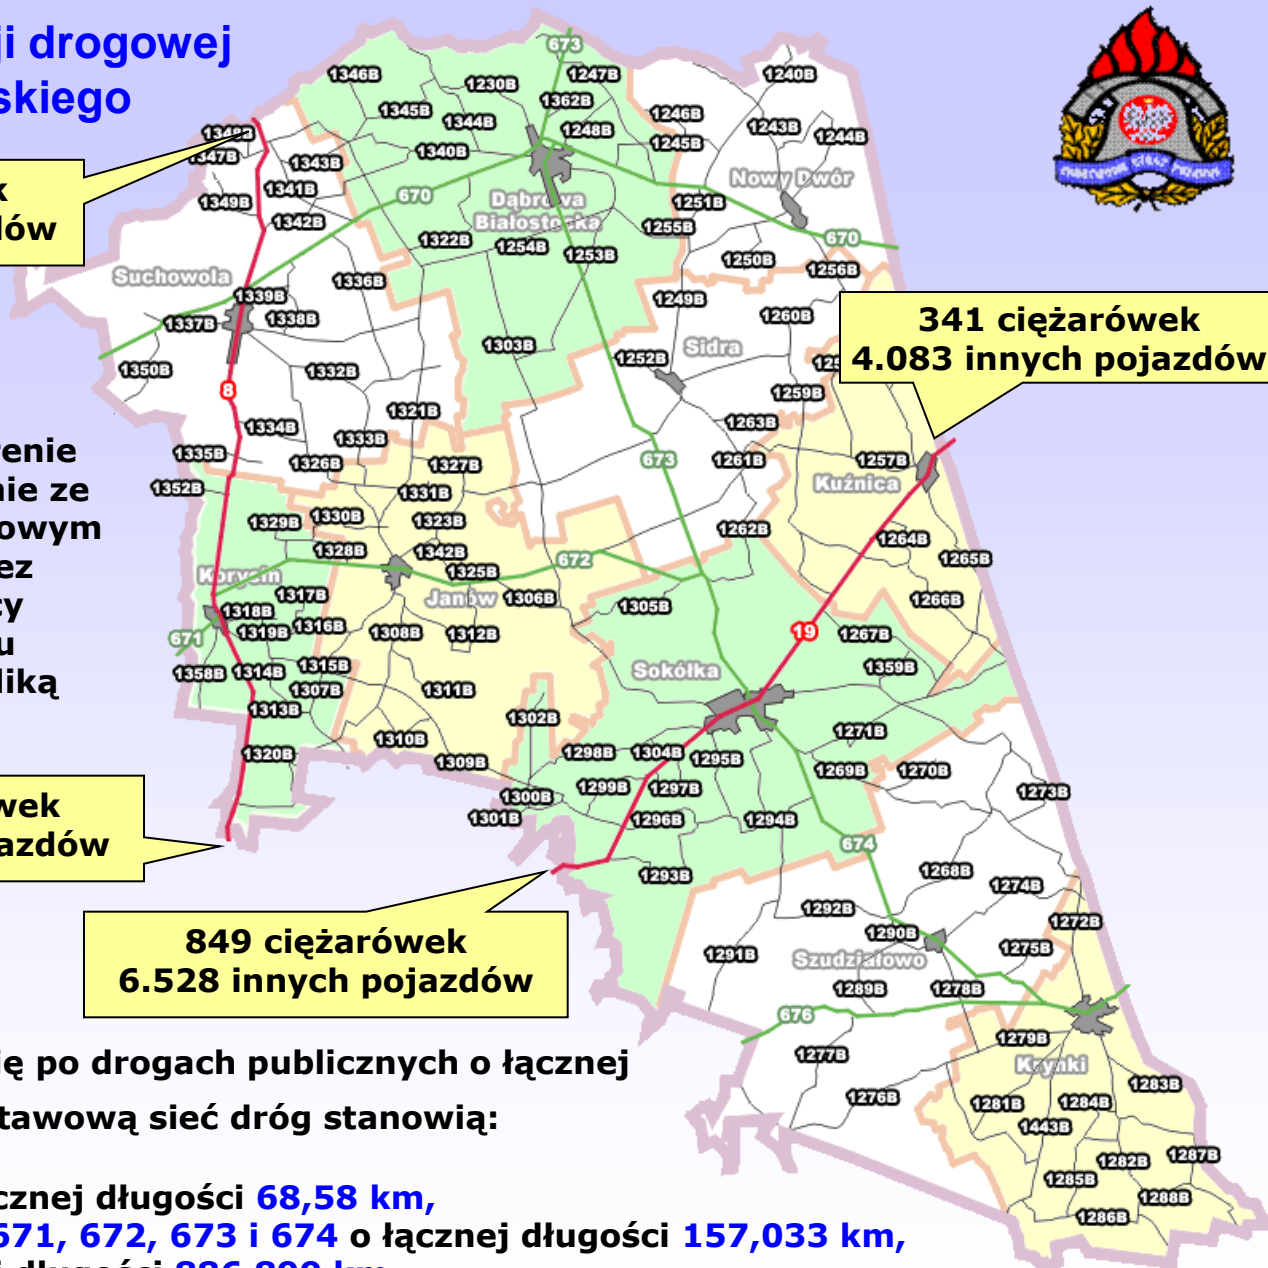 ji drogowej
skiego
k
dów
341 ciężarówek
4.083 innych pojazdów
renie
nie ze
owym
ez
cy
u
liką
wek
azdów
849 ciężarówek
6.528 innych pojazdów
ię po drogach publicznych o łącznej
tawową sieć dróg stanowią:
cznej długości 68,58 km,
671, 672, 673 i 674 o łącznej długości 157,033 km,
673
1346B
1230B
1247B
1240B
1345B
1362B
1344B
1246B
1248B
1243B
1244B
1348B
1347B
1343B
1340B
1245B
Nowy Dwór
1341B
1349B
670
Dąbrowa
Białostocka
1251B
1342B
1255B
1322B
1254B
1253B
670
1250B
1256B
Suchowola
1336B
1339B
1249B
1338B
1337B
1260B
1303B
Sidra
1252B
125
1350B
1332B
8
1259B
1321B
1334B
1333B
1263B
1335B
1326B
1327B
673
1261B
1257B
Kuźnica
1352B
1331B
1329B
1330B
1323B
1262B
1264B
1328B
1342B
672
1265B
Korycin
1325B
1317B
Janów
1306B
1266B
1318B
1305B
1319B
1316B
1308B
1312B
19
1267B
671
1358B
1314B
1315B
Sokółka
1359B
1307B
1311B
1313B
1302B
1310B
1271B
1320B
1309B
1298B
1304B
1295B
1269B
1270B
1299B
1297B
1273B
1300B
1301B
1296B
1294B
674
1293B
1268B
1274B
1292B
1290B
1272B
1291B
Szudziałowo
1275B
1289B
1278B
676
1279B
1277B
Krynki
1276B
1283B
1281B
1284B
1443B
1282B
1287B
1285B
1288B
1286B